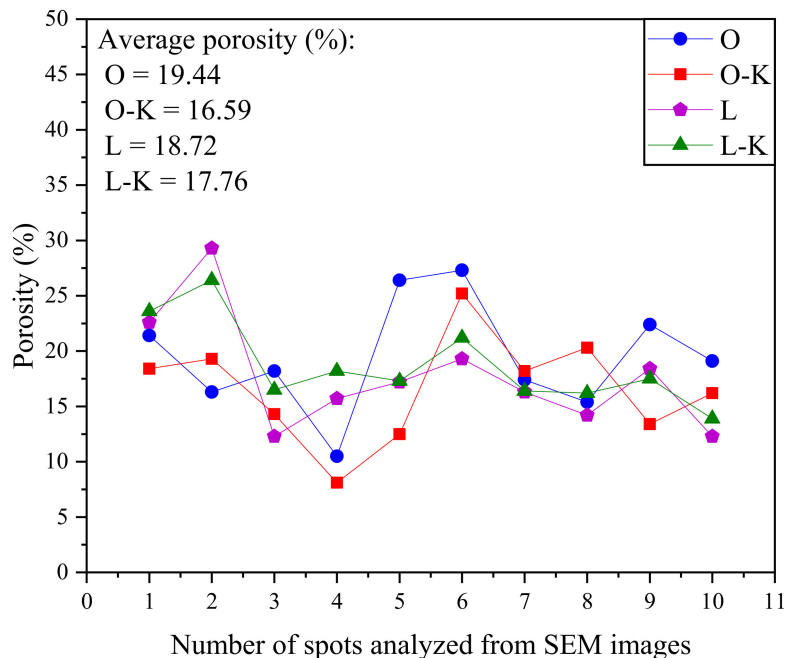 Average porosity (%):
O = 19.44
O-K = 16.59
L = 18.72
L-K = 17.76
O
O-K
L
L-K
Porosity (%)
50
45
40
35
30
25
20
15
10
5
0
0 1 2 3 4 5 6 7 8 9 10 11
Number of spots analyzed from SEM images